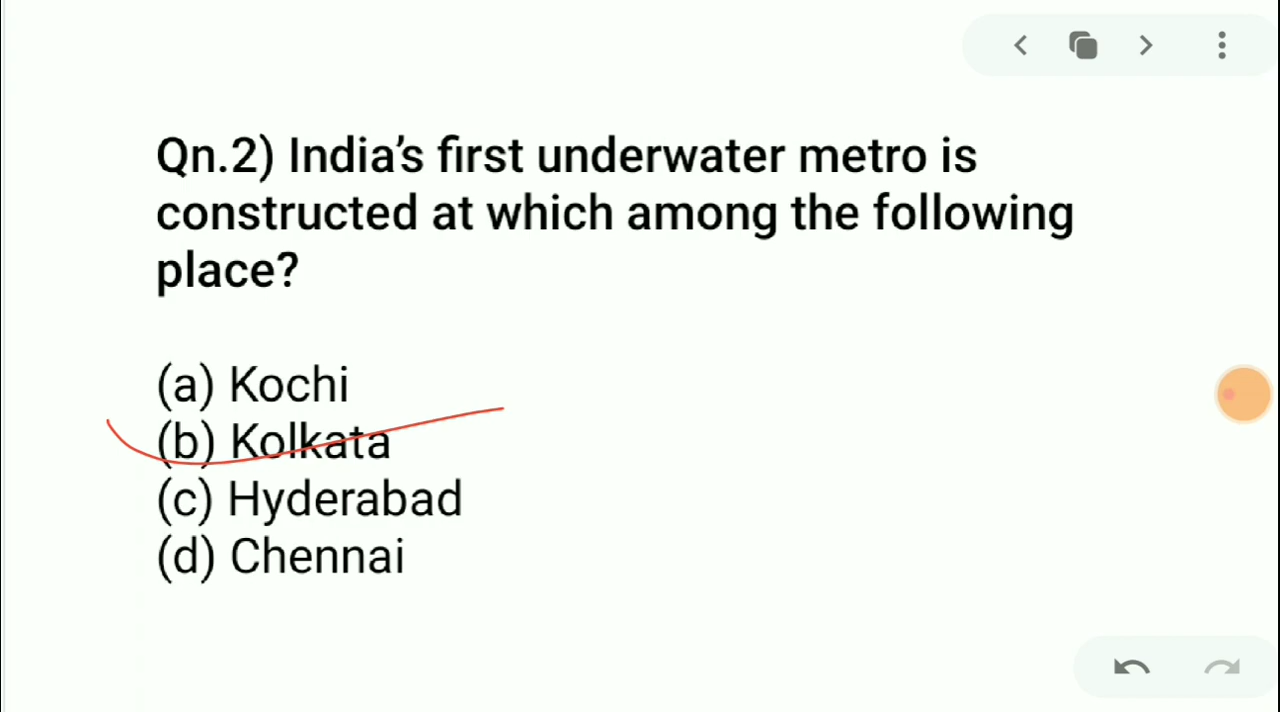 Qn.2) India's first underwater metro is
constructed at which among the following
place?
(a) Kochi
(b) Kolkata
(c) Hyderabad
(d) Chennai